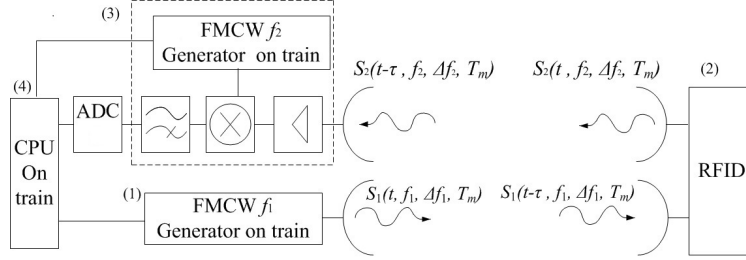 (3)
FMCW f₂
Generator on train
(4)
ADC
CPU
On
train
S₂(t-τ, f₂, Δf₂, Tₘ)
S₂(t, f₂, Δf₂, Tₘ)
(2)
RFID
(1)
FMCW f₁
Generator on train
S₁(t, f₁, Δf₁, Tₘ)
S₁(t-τ, f₁, Δf₁, Tₘ)